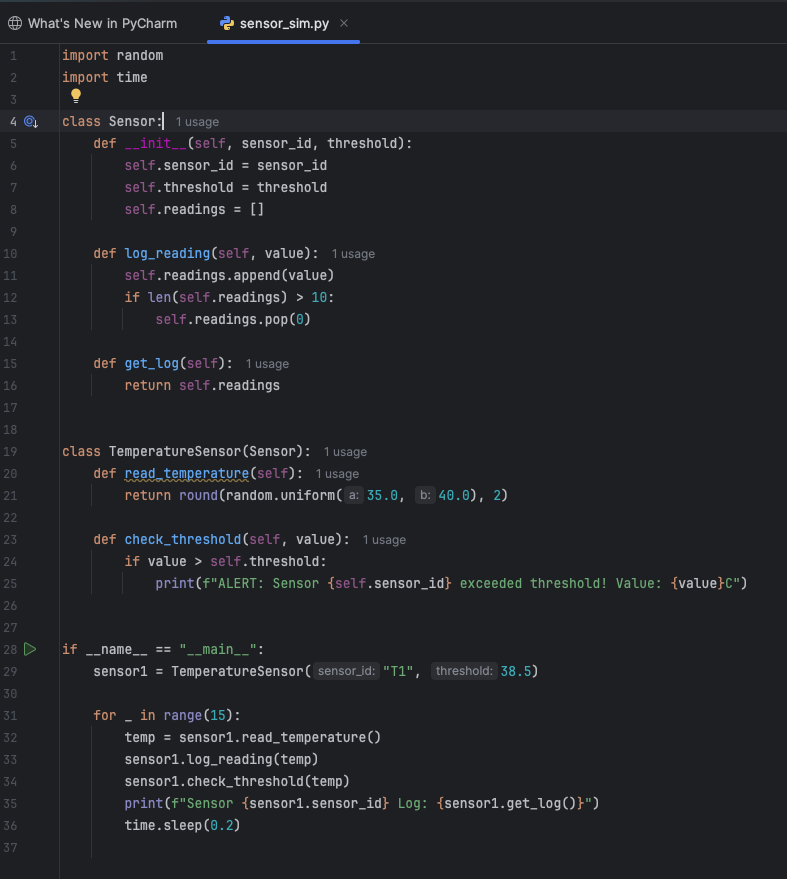 What's New in PyCharm
sensor_sim.py ×
1 import random
2 import time
3
4 class Sensor: 1 usage
5     def __init__(self, sensor_id, threshold):
6         self.sensor_id = sensor_id
7         self.threshold = threshold
8         self.readings = []
9
10     def log_reading(self, value): 1 usage
11         self.readings.append(value)
12         if len(self.readings) > 10:
13             self.readings.pop(0)
14
15     def get_log(self): 1 usage
16         return self.readings
17
18
19 class TemperatureSensor(Sensor): 1 usage
20     def read_temperature(self): 1 usage
21         return round(random.uniform( a: 35.0, b: 40.0), 2)
22
23     def check_threshold(self, value): 1 usage
24         if value > self.threshold:
25             print(f"ALERT: Sensor {self.sensor_id} exceeded threshold! Value: {value}C")
26
27
28 if __name__ == "__main__":
29     sensor1 = TemperatureSensor( sensor_id: "T1", threshold: 38.5)
30
31     for _ in range(15):
32         temp = sensor1.read_temperature()
33         sensor1.log_reading(temp)
34         sensor1.check_threshold(temp)
35         print(f"Sensor {sensor1.sensor_id} Log: {sensor1.get_log()}")
36         time.sleep(0.2)
37